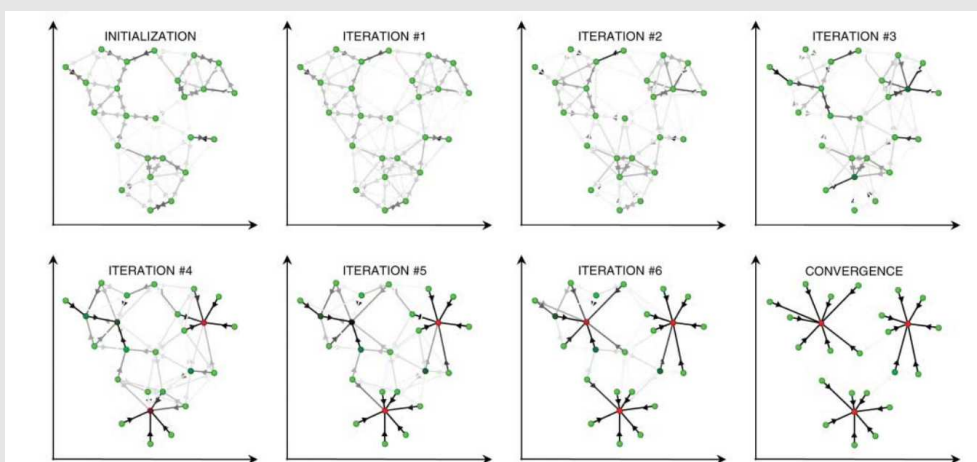 INITIALIZATION
ITERATION #1
ITERATION #2
ITERATION #3
ITERATION #4
ITERATION #5
ITERATION #6
CONVERGENCE